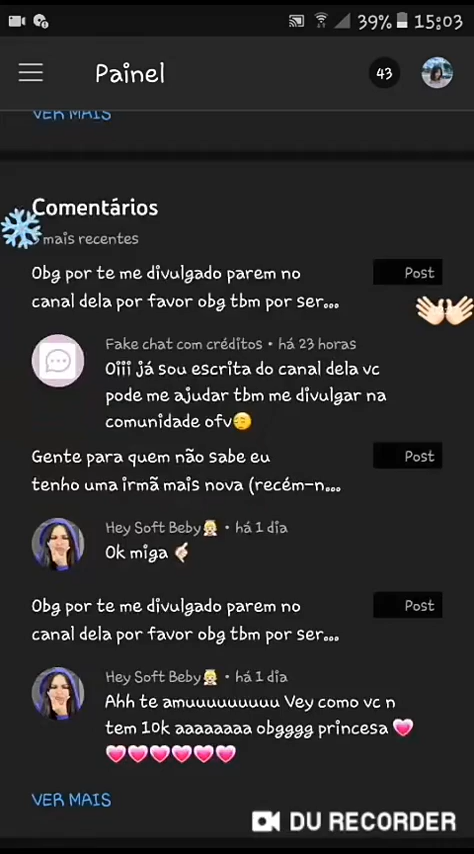 39% 15:03
Painel
43
VER MAIS
Comentários
mais recentes
Obg por te me divulgado parem no
Post
canal dela por favor obg tbm por ser...
Fake chat com créditos • há 23 horas
Oiii já sou escrita do canal dela vc
pode me ajudar tbm me divulgar na
comunidade ofv😔
Gente para quem não sabe eu
Post
tenho uma irmã mais nova (recém-n...
Hey Soft Beby👸🏼 • há 1 dia
Ok miga 👈🏻
Obg por te me divulgado parem no
Post
canal dela por favor obg tbm por ser...
Hey Soft Beby👸🏼 • há 1 dia
Ahh te amuuuuuuuuu Vey como vc n
tem 10k aaaaaaaa obgggg princesa 💗
💗💗💗💗💗💗
VER MAIS
DU RECORDER